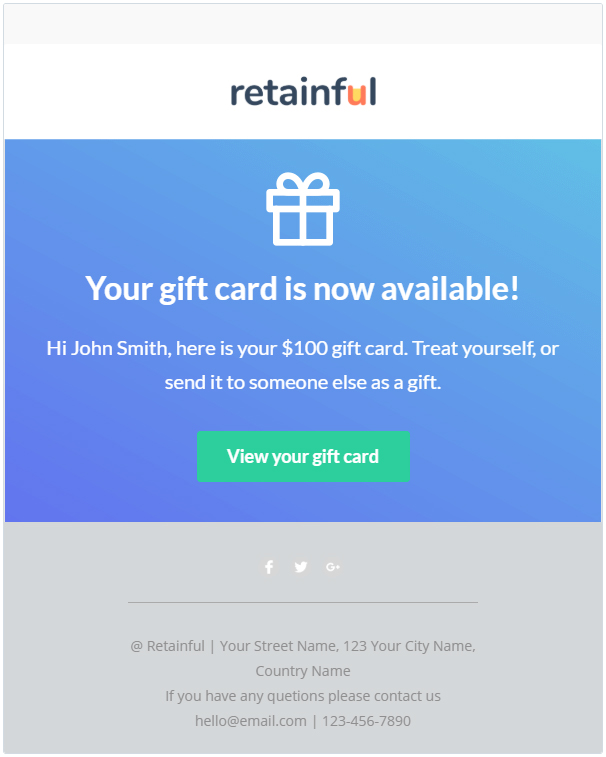 retainful
Your gift card is now available!
Hi John Smith, here is your $100 gift card. Treat yourself, or
send it to someone else as a gift.
View your gift card
@ Retainful | Your Street Name, 123 Your City Name,
Country Name
If you have any quetions please contact us
hello@email.com | 123-456-7890